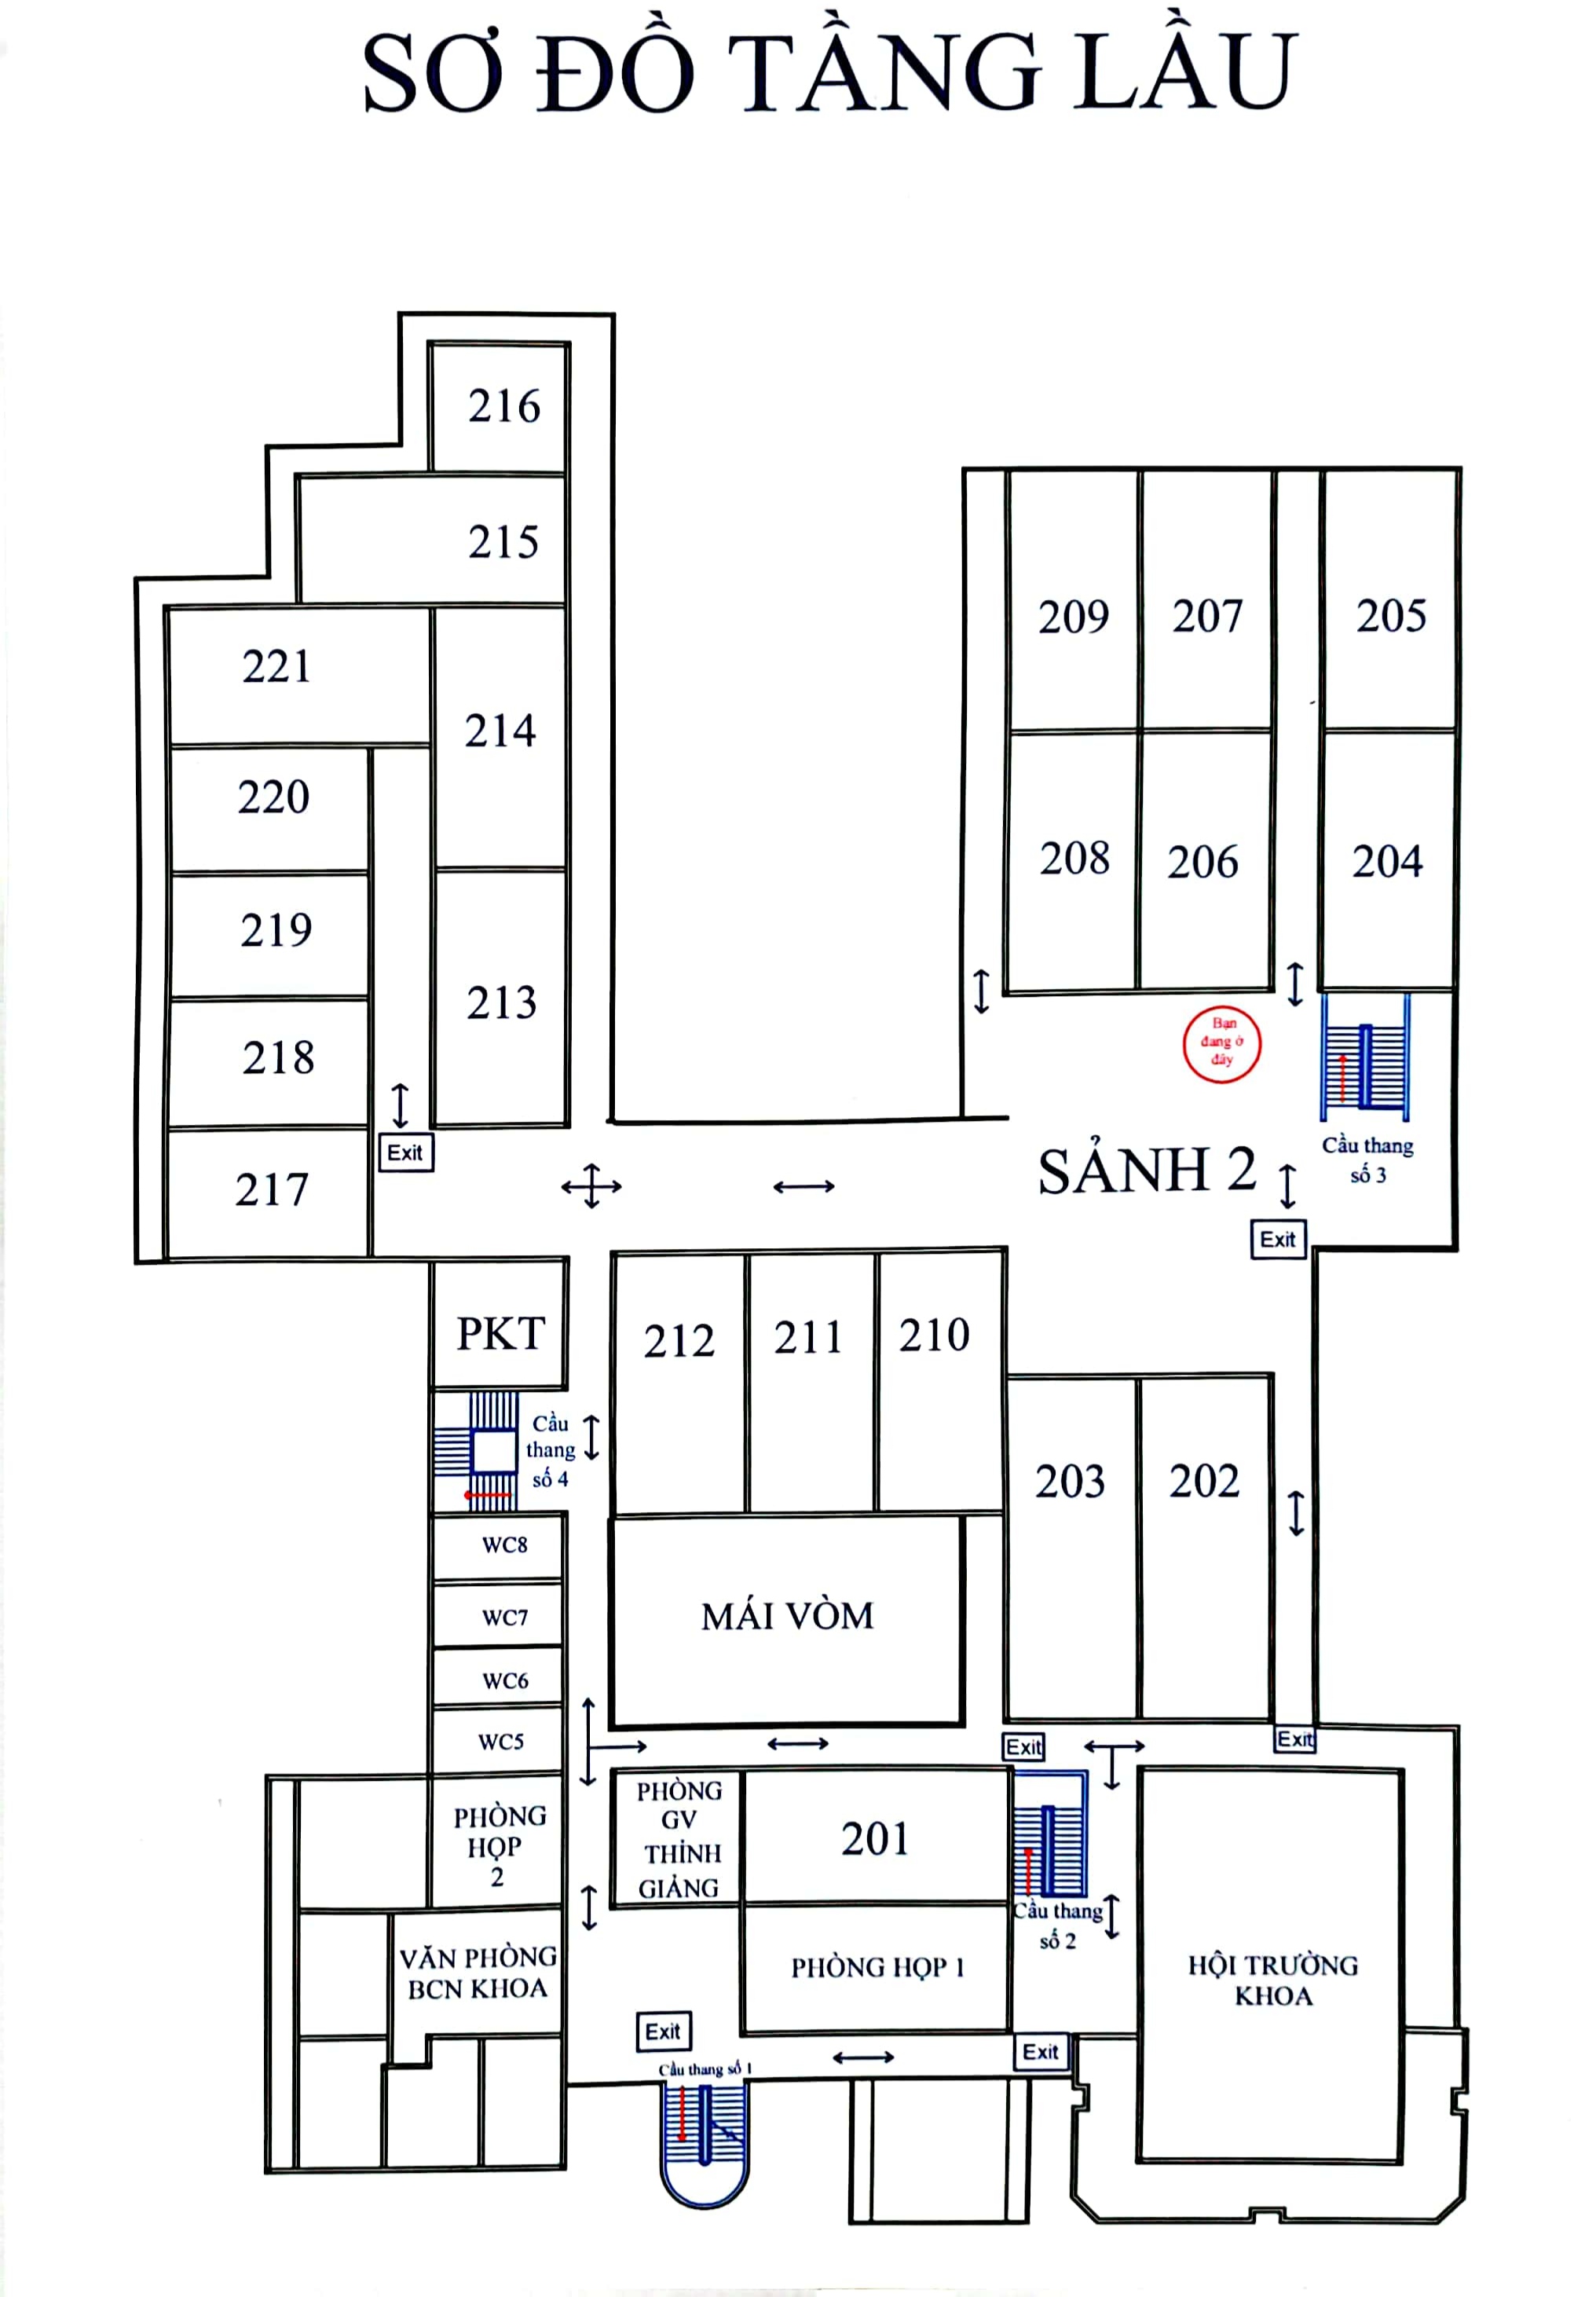 SƠ ĐỒ TẦNG LẦU
216
215
221
214
220
219
213
218
Exit
217
209
207
205
208
206
204
Bạn
đang ở
đây
SẢNH 2
Cầu thang
số 3
Exit
PKT
212
211
210
Cầu
thang
số 4
203
202
WC8
WC7
WC6
WC5
MÁI VÒM
Exit
Exit
PHÒNG
HỌP
2
PHÒNG
GV
THỈNH
GIẢNG
201
Cầu thang
số 2
VĂN PHÒNG
BCN KHOA
PHÒNG HỌP 1
HỘI TRƯỜNG
KHOA
Exit
Exit
Cầu thang số 1